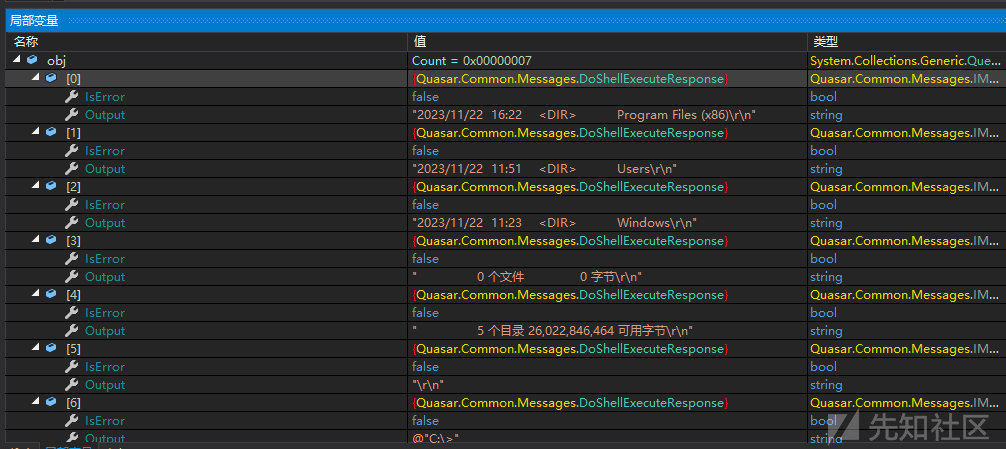 局部变量
名称 值 类型
obj Count = 0x00000007 System.Collections.Generic.Que...
[0] {Quasar.Common.Messages.DoShellExecuteResponse} Quasar.Common.Messages.IM...
IsError false bool
Output "2023/11/22  16:22    <DIR>          Program Files (x86)\r\n" string
[1] {Quasar.Common.Messages.DoShellExecuteResponse} Quasar.Common.Messages.IM...
IsError false bool
Output "2023/11/22  11:51    <DIR>          Users\r\n" string
[2] {Quasar.Common.Messages.DoShellExecuteResponse} Quasar.Common.Messages.IM...
IsError false bool
Output "2023/11/22  11:23    <DIR>          Windows\r\n" string
[3] {Quasar.Common.Messages.DoShellExecuteResponse} Quasar.Common.Messages.IM...
IsError false bool
Output "               0 个文件              0 字节\r\n" string
[4] {Quasar.Common.Messages.DoShellExecuteResponse} Quasar.Common.Messages.IM...
IsError false bool
Output "               5 个目录 26,022,846,464 可用字节\r\n" string
[5] {Quasar.Common.Messages.DoShellExecuteResponse} Quasar.Common.Messages.IM...
IsError false bool
Output "\r\n" string
[6] {Quasar.Common.Messages.DoShellExecuteResponse} Quasar.Common.Messages.IM...
IsError false bool
Output @"C:\>" string
先知社区